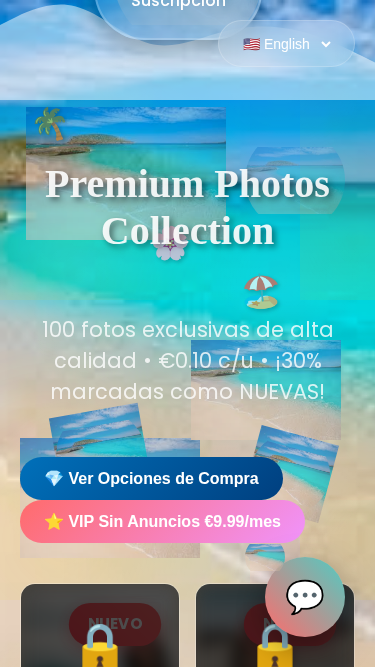 Suscripción
English
Premium Photos
Collection
100 fotos exclusivas de alta
calidad • €0.10 c/u • ¡30%
marcadas como NUEVAS!
Ver Opciones de Compra
VIP Sin Anuncios €9.99/mes
NUEVO